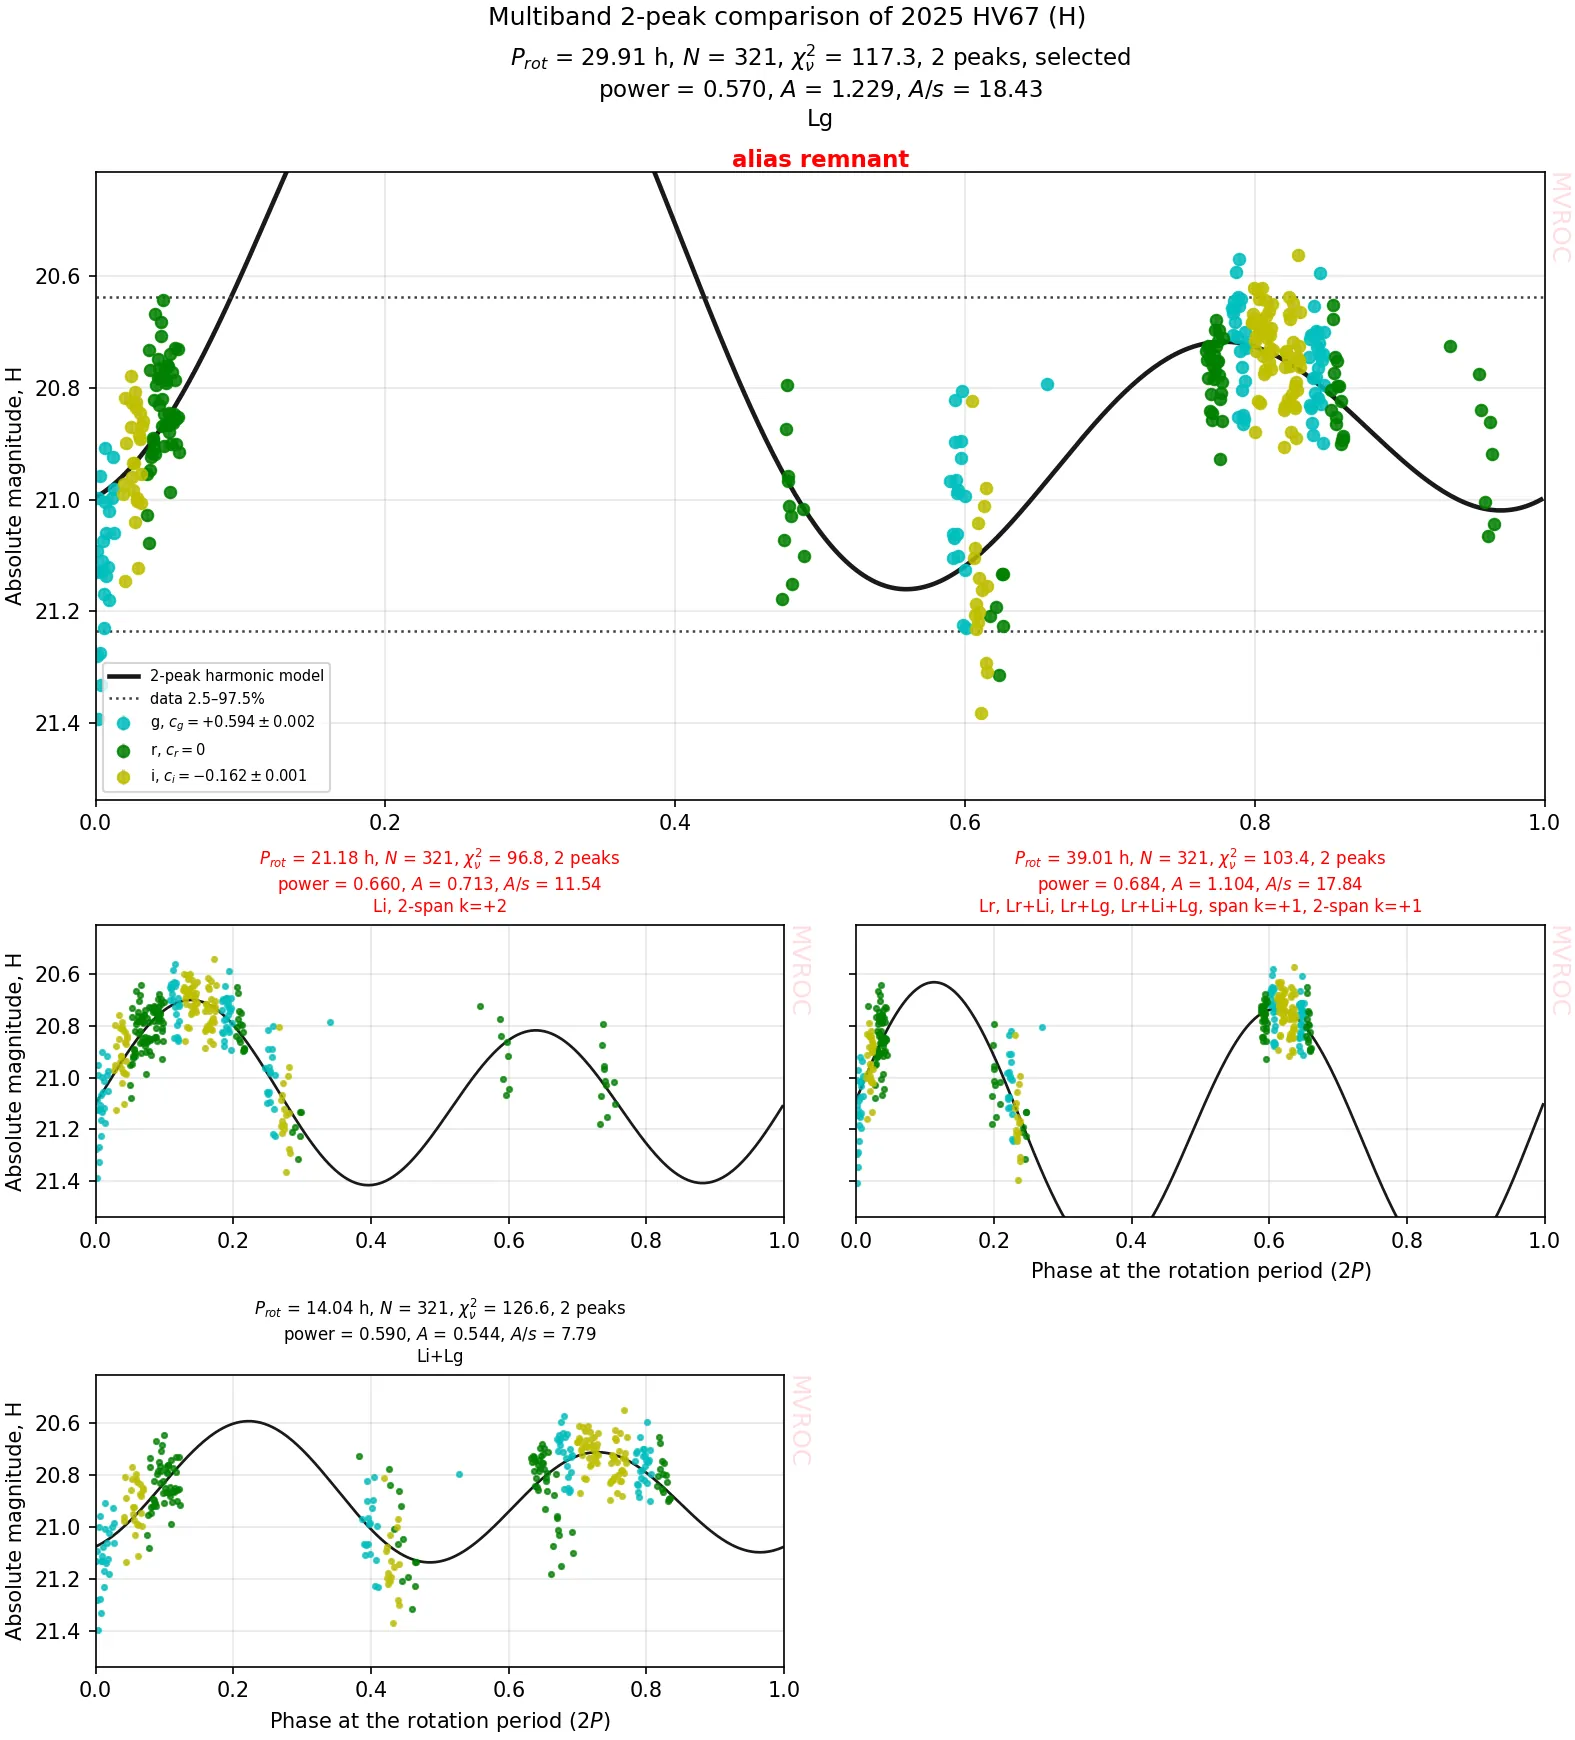 Multiband 2-peak comparison of 2025 HV67 (H)
P_rot = 29.91 h, N = 321, χ²_ν = 117.3, 2 peaks, selected
power = 0.570, A = 1.229, A/s = 18.43
Lg
alias remnant
MVROC
Absolute magnitude, H
20.6
20.8
21.0
21.2
21.4
2-peak harmonic model
data 2.5–97.5%
g, c_g = +0.594 ± 0.002
r, c_r = 0
i, c_i = −0.162 ± 0.001
0.0 0.2 0.4 0.6 0.8 1.0
P_rot = 21.18 h, N = 321, χ²_ν = 96.8, 2 peaks
power = 0.660, A = 0.713, A/s = 11.54
Li, 2-span k=+2
MVROC
Absolute magnitude, H
20.6
20.8
21.0
21.2
21.4
0.0 0.2 0.4 0.6 0.8 1.0
P_rot = 39.01 h, N = 321, χ²_ν = 103.4, 2 peaks
power = 0.684, A = 1.104, A/s = 17.84
Lr, Lr+Li, Lr+Lg, Lr+Li+Lg, span k=+1, 2-span k=+1
MVROC
0.0 0.2 0.4 0.6 0.8 1.0
Phase at the rotation period (2P)
P_rot = 14.04 h, N = 321, χ²_ν = 126.6, 2 peaks
power = 0.590, A = 0.544, A/s = 7.79
Li+Lg
MVROC
Absolute magnitude, H
20.6
20.8
21.0
21.2
21.4
0.0 0.2 0.4 0.6 0.8 1.0
Phase at the rotation period (2P)